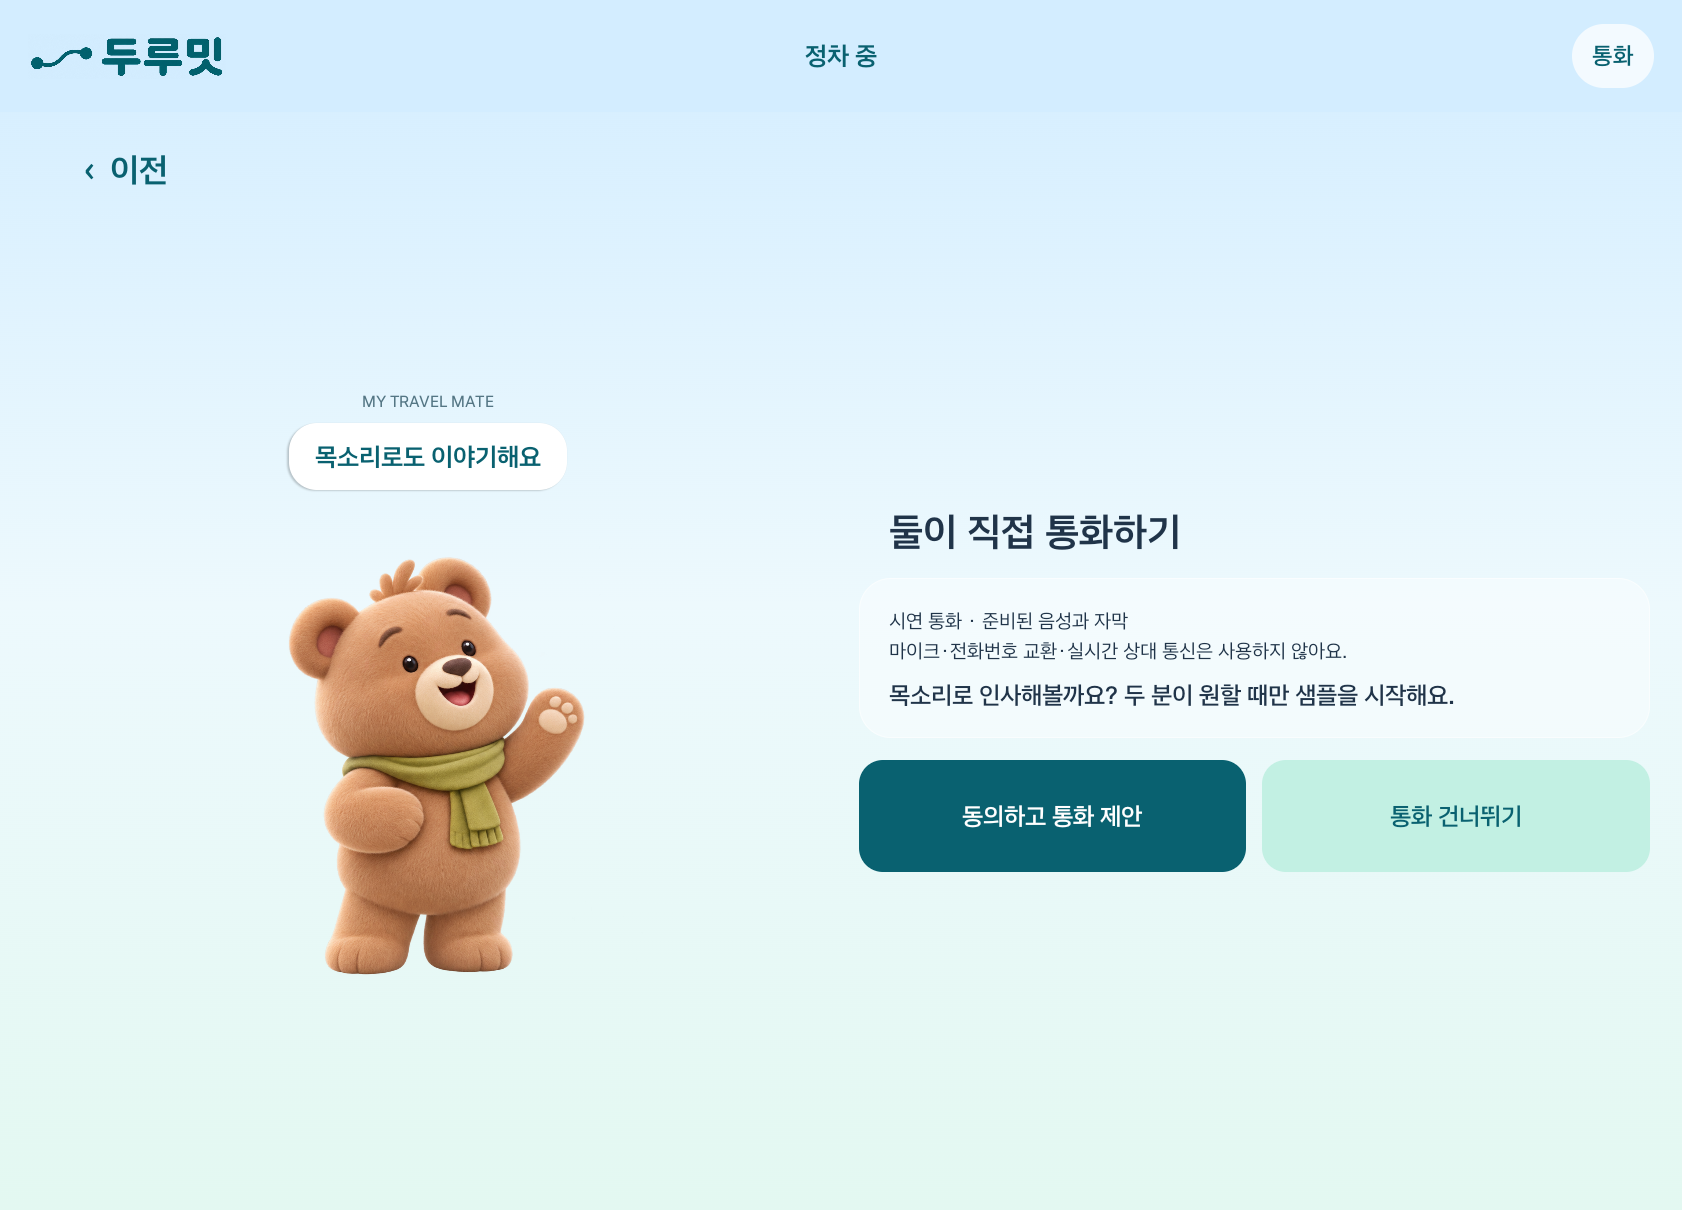 두루밋
정차 중
통화
‹ 이전
MY TRAVEL MATE
목소리로도 이야기해요
둘이 직접 통화하기
시연 통화 · 준비된 음성과 자막
마이크·전화번호 교환·실시간 상대 통신은 사용하지 않아요.
목소리로 인사해볼까요? 두 분이 원할 때만 샘플을 시작해요.
동의하고 통화 제안
통화 건너뛰기